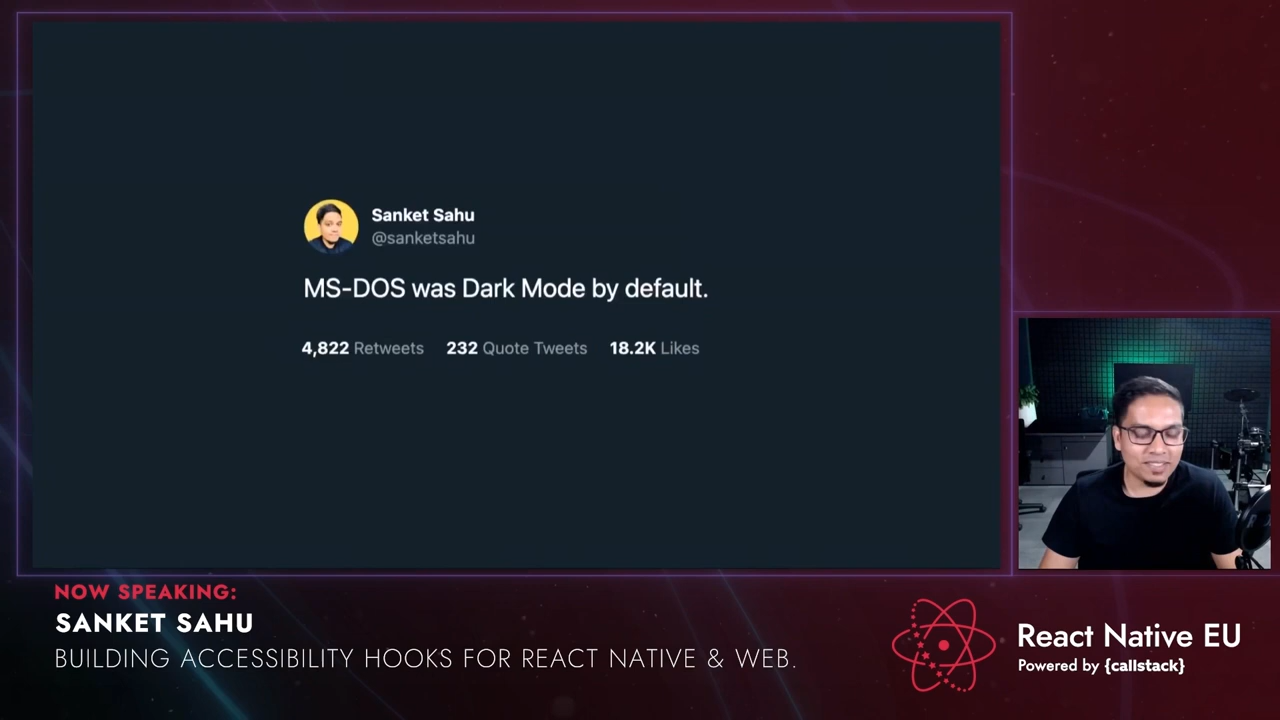 Sanket Sahu
@sanketsahu
MS-DOS was Dark Mode by default.
4,822 Retweets 232 Quote Tweets 18.2K Likes
NOW SPEAKING:
SANKET SAHU
BUILDING ACCESSIBILITY HOOKS FOR REACT NATIVE & WEB.
React Native EU
Powered by {callstack}